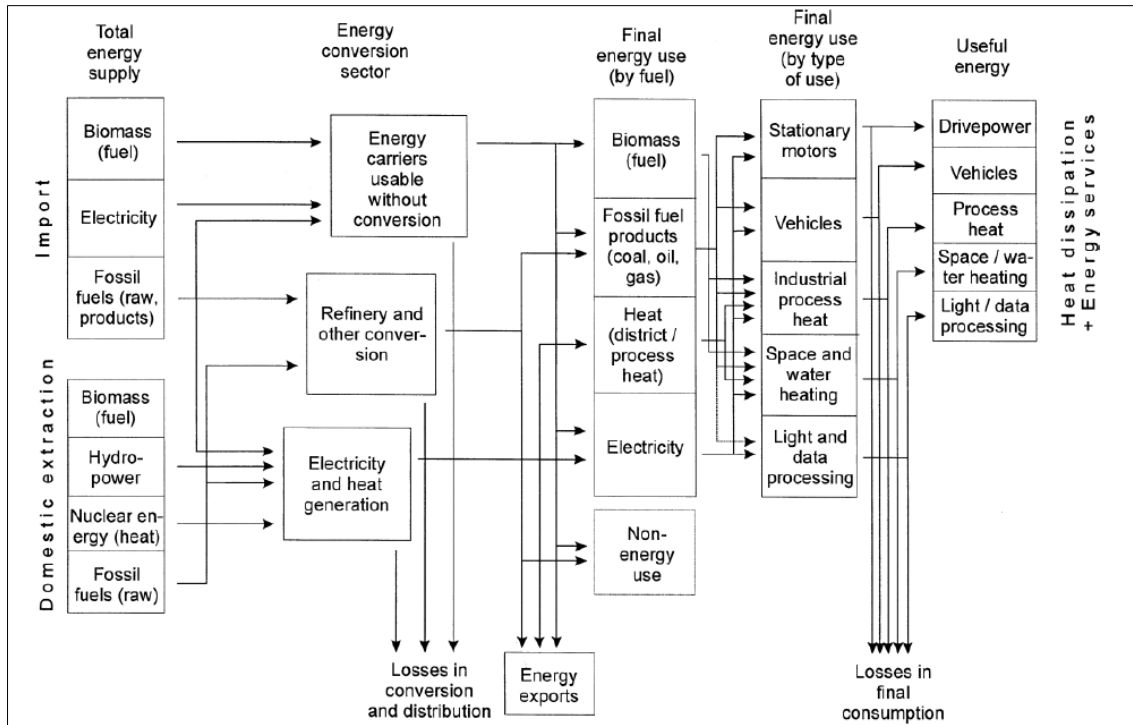 Total
energy
supply
Energy
conversion
sector
Final
energy use
(by fuel)
Final
energy use
(by type
of use)
Useful
energy
Import
Biomass
(fuel)
Electricity
Fossil
fuels (raw,
products)
Domestic extraction
Biomass
(fuel)
Hydro-
power
Nuclear en-
ergy (heat)
Fossil
fuels (raw)
Energy
carriers
usable
without
conversion
Refinery and
other conver-
sion
Electricity
and heat
generation
Losses in
conversion
and distribution
Biomass
(fuel)
Fossil fuel
products
(coal, oil,
gas)
Heat
(district /
process
heat)
Electricity
Non-
energy
use
Energy
exports
Stationary
motors
Vehicles
Industrial
process
heat
Space and
water
heating
Light and
data
processing
Losses in
final
consumption
Drivepower
Vehicles
Process
heat
Space / wa-
ter heating
Light / data
processing
Heat dissipation
+ Energy services